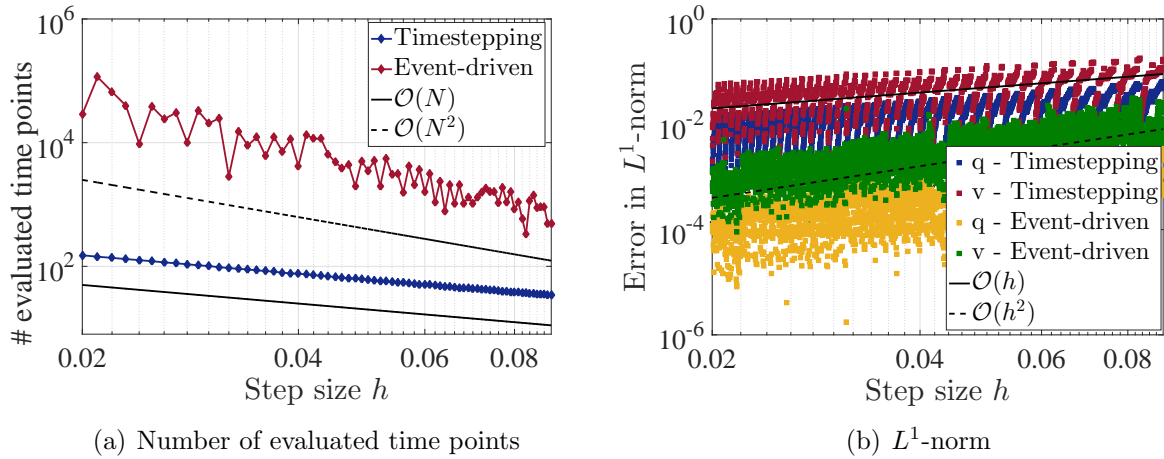 10^6
10^4
10^2
# evaluated time points
Timestepping
Event-driven
𝒪(N)
𝒪(N^2)
0.02
0.04
0.06
0.08
Step size h
(a) Number of evaluated time points
10^0
10^-2
10^-4
10^-6
Error in L^1-norm
q - Timestepping
v - Timestepping
q - Event-driven
v - Event-driven
𝒪(h)
𝒪(h^2)
0.02
0.04
0.06
0.08
Step size h
(b) L^1-norm